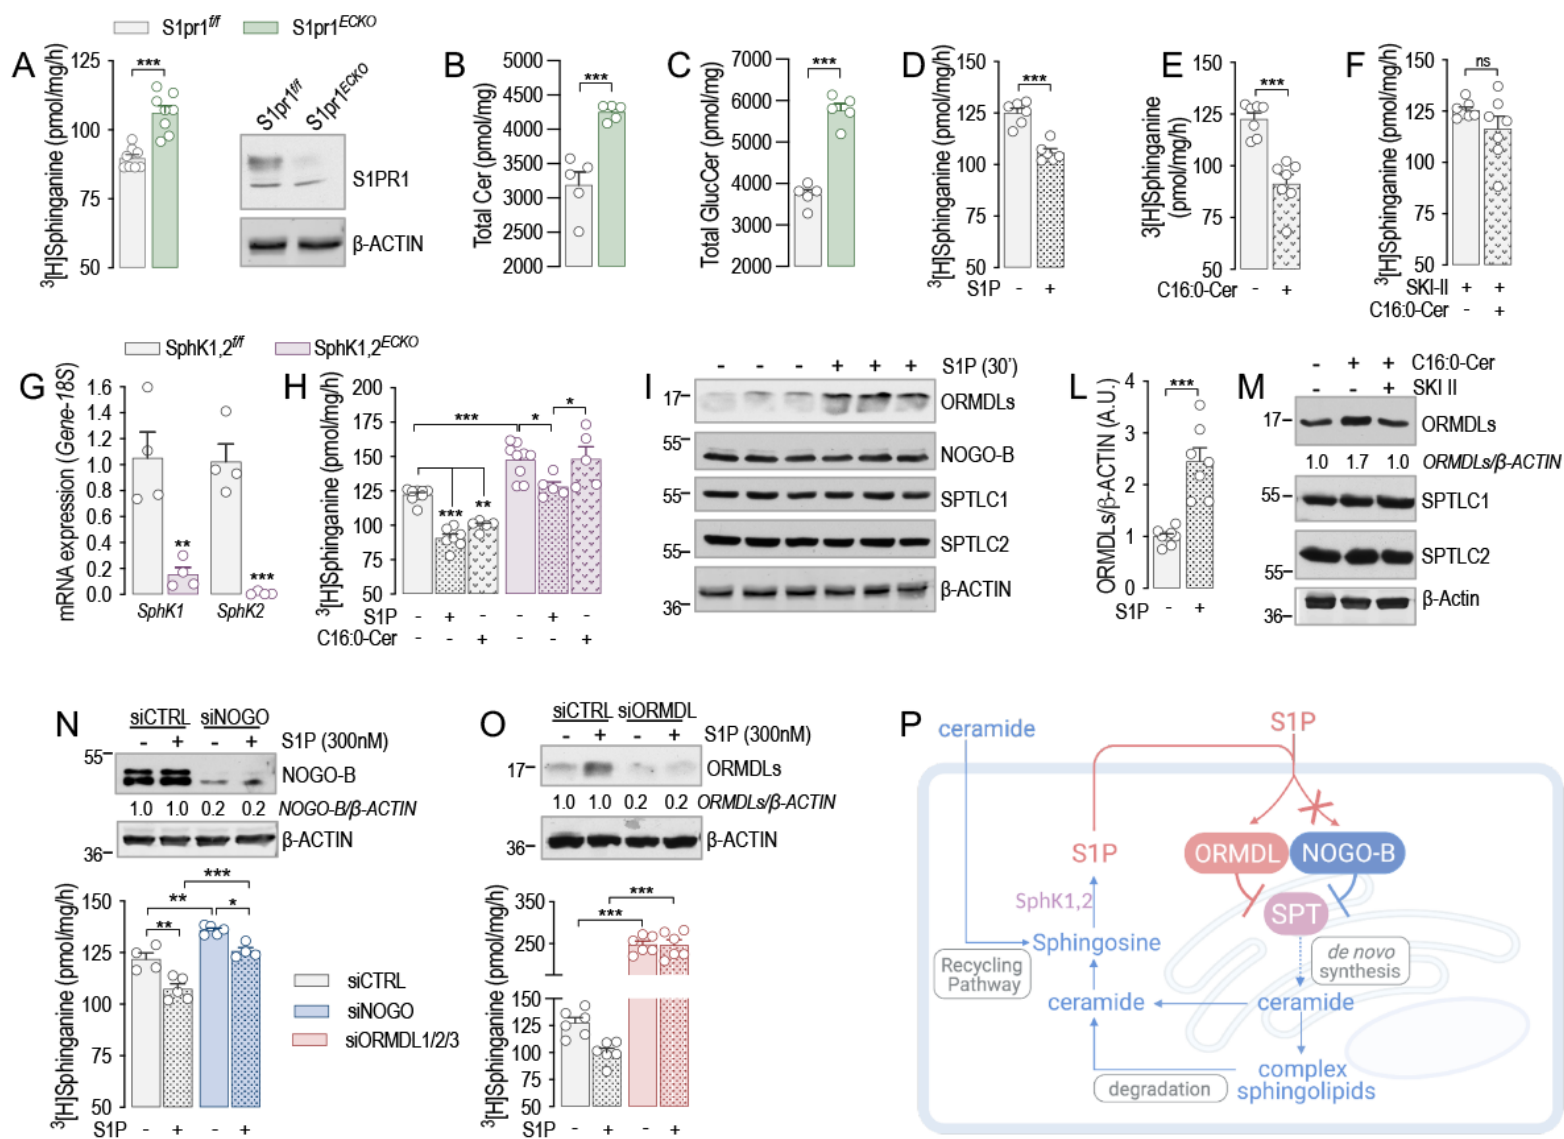 S1pr1f/f
S1pr1ECKO
A
3[H]Sphinganine (pmol/mg/h)
125
100
75
50
***
S1pr1f/f
S1pr1ECKO
S1PR1
β-ACTIN
B
Total Cer (pmol/mg)
5000
4500
4000
3500
3000
2500
2000
***
C
Total GlucCer (pmol/mg)
7000
6000
5000
4000
3000
2000
***
D
3[H]Sphinganine (pmol/mg/h)
150
125
100
75
50
***
S1P - +
E
3[H]Sphinganine
(pmol/mg/h)
150
125
100
75
50
***
C16:0-Cer - +
F
3[H]Sphinganine (pmol/mg/h)
150
125
100
75
50
ns
SKI-II + +
C16:0-Cer - +
SphK1,2f/f
SphK1,2ECKO
G
mRNA expression (Gene-18S)
1.6
1.4
1.2
1.0
0.8
0.6
0.4
0.2
0.0
**
***
SphK1
SphK2
H
3[H]Sphinganine (pmol/mg/h)
200
175
150
125
100
75
50
***
*
*
***
**
S1P - + - - + -
C16:0-Cer - - + - - +
I
- - - + + + S1P (30')
17 ORMDLs
55 NOGO-B
55 SPTLC1
55 SPTLC2
36 β-ACTIN
L
ORMDLs/β-ACTIN (A.U.)
4
3
2
1
0
***
S1P - +
M
- + + C16:0-Cer
- - + SKI II
17 ORMDLs
1.0 1.7 1.0 ORMDLs/β-ACTIN
55 SPTLC1
55 SPTLC2
36 β-Actin
N
siCTRL siNOGO
- + - + S1P (300nM)
55 NOGO-B
1.0 1.0 0.2 0.2 NOGO-B/β-ACTIN
36 β-ACTIN
3[H]Sphinganine (pmol/mg/h)
150
125
100
75
50
***
**
**
*
S1P - + - +
siCTRL
siNOGO
siORMDL1/2/3
O
siCTRL siORMDL
- + - + S1P (300nM)
17 ORMDLs
1.0 1.0 0.2 0.2 ORMDLs/β-ACTIN
36 β-ACTIN
3[H]Sphinganine (pmol/mg/h)
350
250
150
125
100
75
50
***
***
S1P - + - +
P
ceramide
S1P
S1P
ORMDL
NOGO-B
SphK1,2
SPT
Sphingosine
de novo
synthesis
Recycling
Pathway
ceramide
ceramide
complex
sphingolipids
degradation